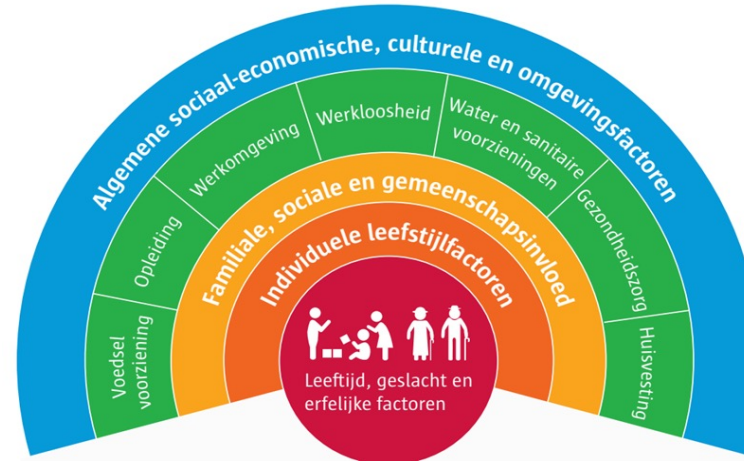 Algemene sociaal-economische, culturele en omgevingsfactoren
Voedsel
voorziening
Opleiding
Werkomgeving
Werkloosheid
Water en sanitaire
voorzieningen
Gezondheidszorg
Huisvesting
Familiale, sociale en gemeenschapsinvloed
Individuele leefstijlfactoren
Leeftijd, geslacht en
erfelijke factoren